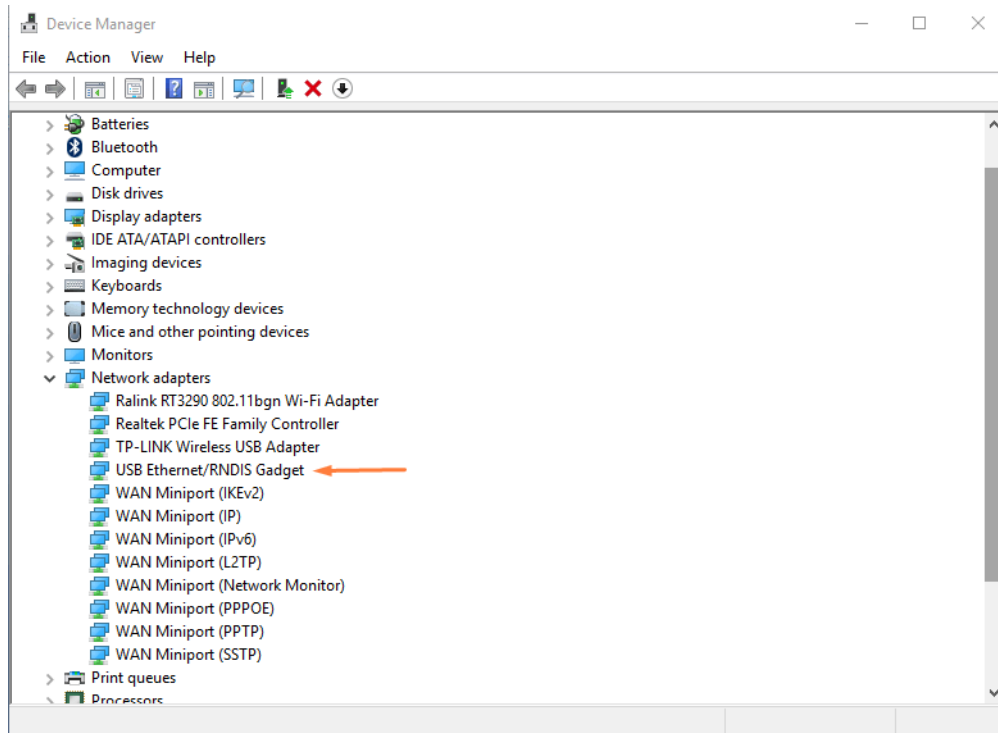 Device Manager
File Action View Help
Batteries
Bluetooth
Computer
Disk drives
Display adapters
IDE ATA/ATAPI controllers
Imaging devices
Keyboards
Memory technology devices
Mice and other pointing devices
Monitors
Network adapters
Ralink RT3290 802.11bgn Wi-Fi Adapter
Realtek PCIe FE Family Controller
TP-LINK Wireless USB Adapter
USB Ethernet/RNDIS Gadget
WAN Miniport (IKEv2)
WAN Miniport (IP)
WAN Miniport (IPv6)
WAN Miniport (L2TP)
WAN Miniport (Network Monitor)
WAN Miniport (PPPOE)
WAN Miniport (PPTP)
WAN Miniport (SSTP)
Print queues
Processors